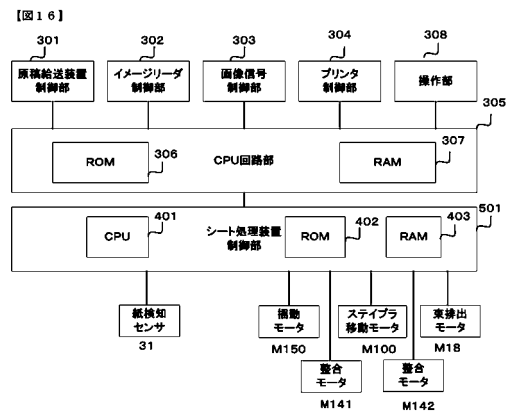 【図16】
301 302 303 304 308
原稿給送装置
制御部
イメージリーダ
制御部
画像信号
制御部
プリンタ
制御部
操作部
305
ROM 306 CPU回路部 RAM 307
401 402 403 501
CPU シート処理装置
制御部
ROM RAM
紙検知
センサ
31
揺動
モータ
M150
ステイプラ
移動モータ
M100
束排出
モータ
M18
整合
モータ
M141
整合
モータ
M142